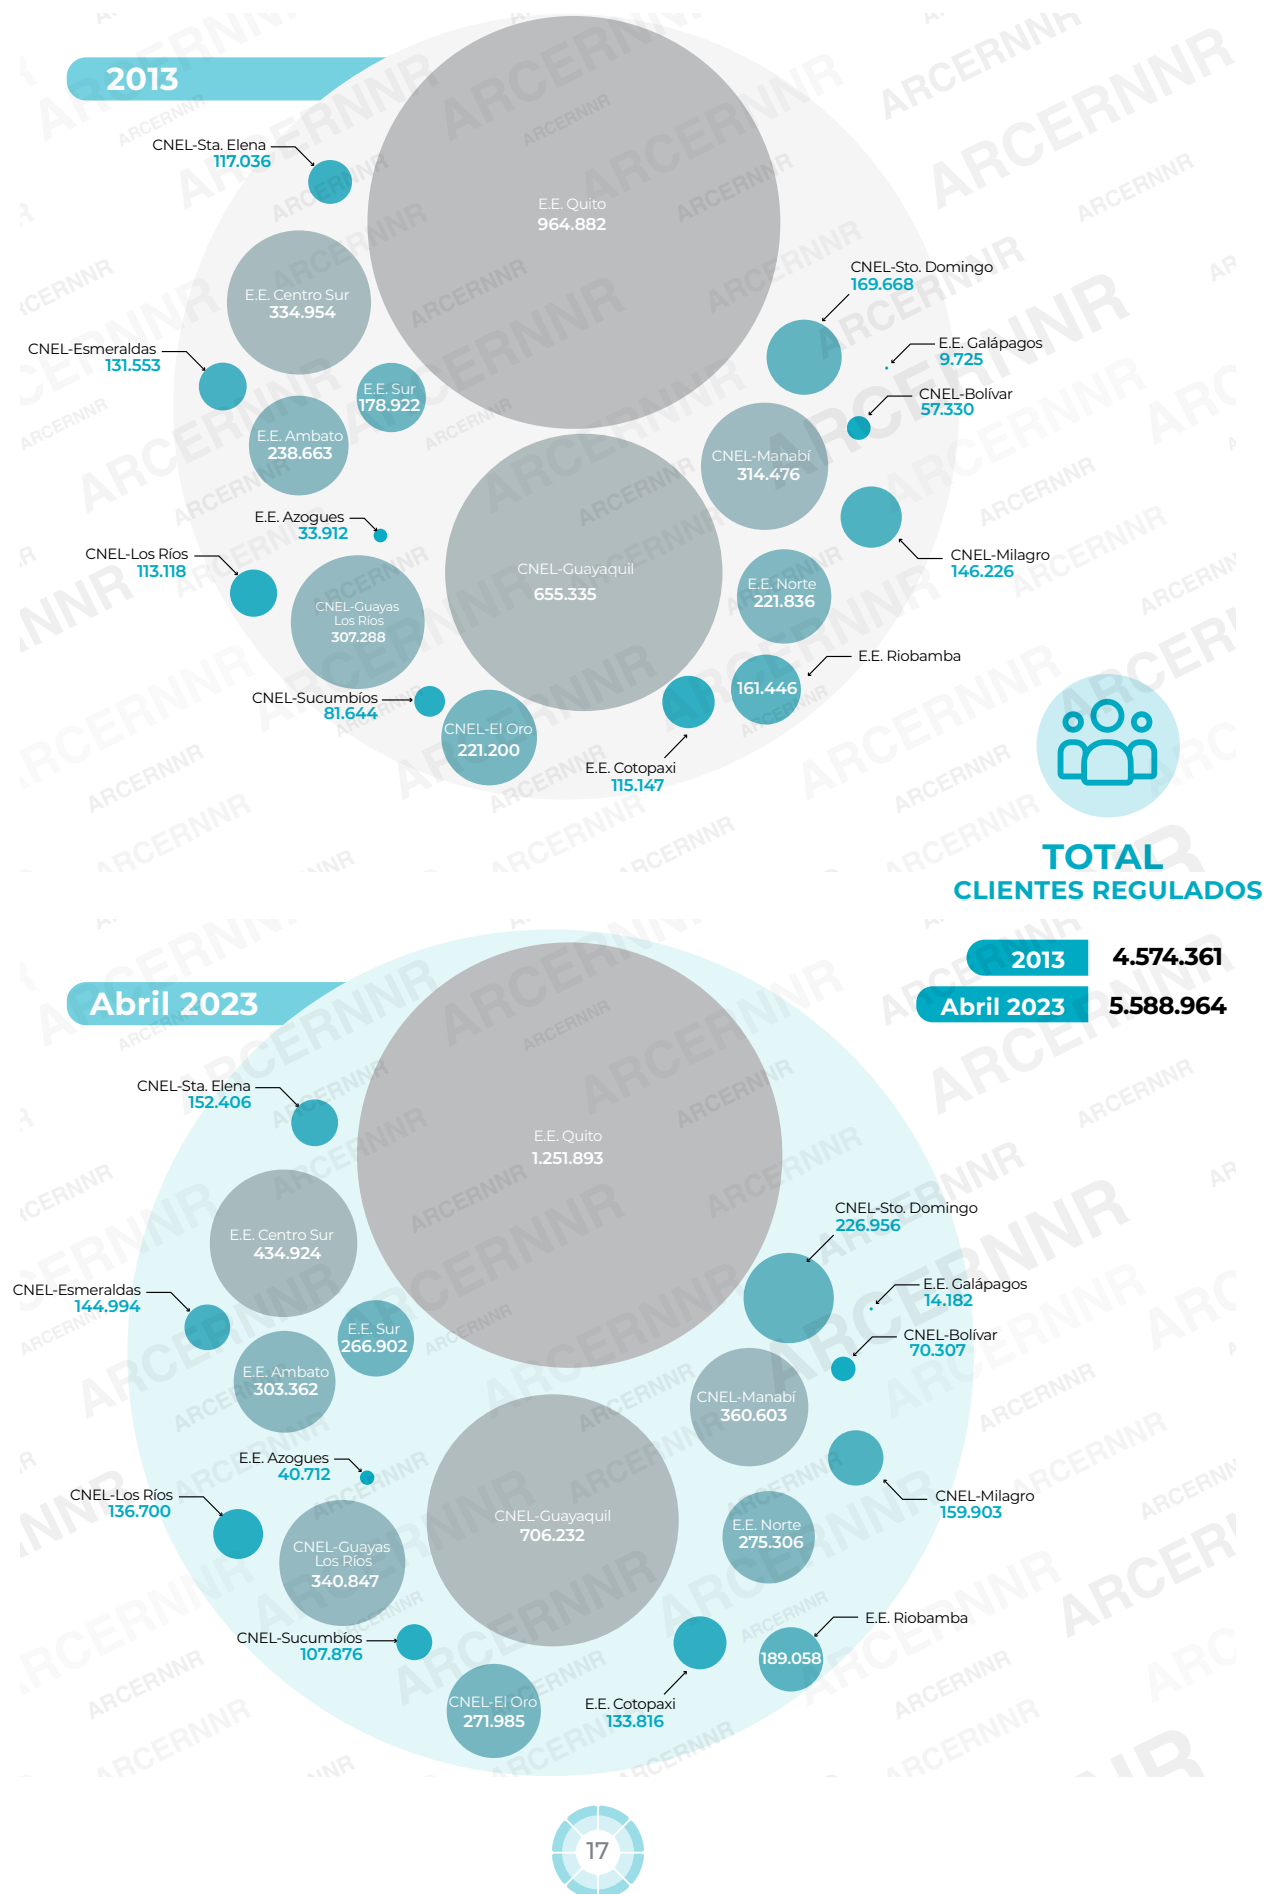 2013
CNEL-Sta. Elena
117.036
E.E. Quito
964.882
CNEL-Sto. Domingo
169.668
E.E. Centro Sur
334.954
E.E. Galápagos
9.725
CNEL-Esmeraldas
131.553
E.E. Sur
178.922
CNEL-Bolívar
57.330
E.E. Ambato
238.663
CNEL-Manabí
314.476
E.E. Azogues
33.912
CNEL-Los Ríos
113.118
CNEL-Guayaquil
655.335
CNEL-Milagro
146.226
E.E. Norte
221.836
CNEL-Guayas
Los Ríos
307.288
E.E. Riobamba
161.446
CNEL-Sucumbíos
81.644
CNEL-El Oro
221.200
E.E. Cotopaxi
115.147
TOTAL
CLIENTES REGULADOS
2013 4.574.361
Abril 2023 5.588.964
Abril 2023
CNEL-Sta. Elena
152.406
E.E. Quito
1.251.893
CNEL-Sto. Domingo
226.956
E.E. Centro Sur
434.924
E.E. Galápagos
14.182
CNEL-Esmeraldas
144.994
E.E. Sur
266.902
CNEL-Bolívar
70.307
E.E. Ambato
303.362
CNEL-Manabí
360.603
E.E. Azogues
40.712
CNEL-Los Ríos
136.700
CNEL-Guayaquil
706.232
CNEL-Milagro
159.903
E.E. Norte
275.306
CNEL-Guayas
Los Ríos
340.847
E.E. Riobamba
189.058
CNEL-Sucumbíos
107.876
CNEL-El Oro
271.985
E.E. Cotopaxi
133.816
17
ARCERNNR